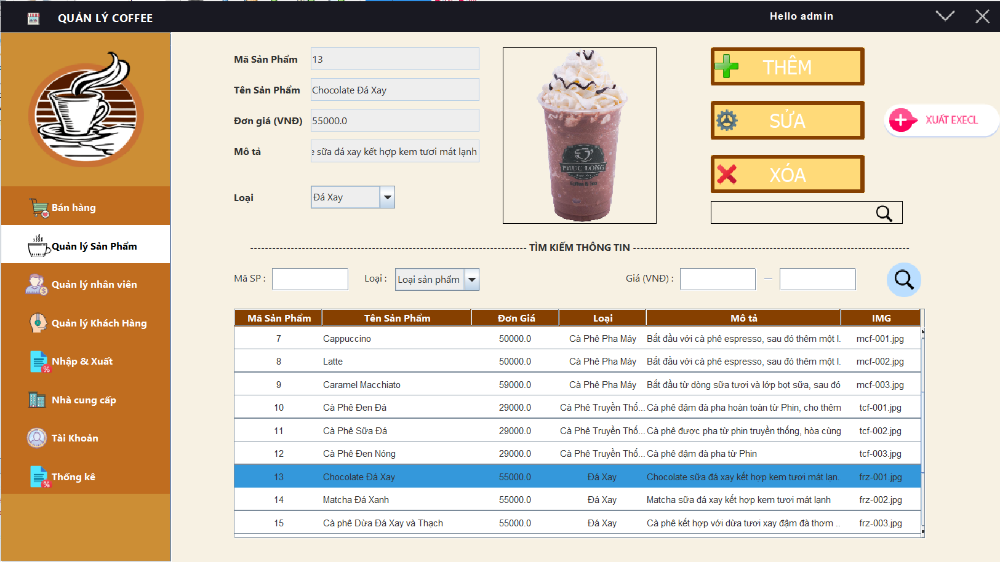 QUẢN LÝ COFFEE
Hello admin
Mã Sản Phẩm 13
Tên Sản Phẩm Chocolate Đá Xay
Đơn giá (VNĐ) 55000.0
Mô tả e sữa đá xay kết hợp kem tươi mát lạnh
Loại Đá Xay
PHUC LONG
Coffee & Tea
THÊM
SỬA
XUẤT EXECL
XÓA
Bán hàng
Quản lý Sản Phẩm
Quản lý nhân viên
Quản lý Khách Hàng
Nhập & Xuất
Nhà cung cấp
Tài Khoản
Thống kê
TÌM KIẾM THÔNG TIN
Mã SP : Loại : Loại sản phẩm Giá (VNĐ) : —
Mã Sản Phẩm Tên Sản Phẩm Đơn Giá Loại Mô tả IMG
7 Cappuccino 50000.0 Cà Phê Pha Máy Bắt đầu với cà phê espresso, sau đó thêm một l. mcf-001.jpg
8 Latte 50000.0 Cà Phê Pha Máy Bắt đầu với cà phê espresso, sau đó thêm một l. mcf-002.jpg
9 Caramel Macchiato 59000.0 Cà Phê Pha Máy Bắt đầu từ dòng sữa tươi và lớp bọt sữa, sau đó mcf-003.jpg
10 Cà Phê Đen Đá 29000.0 Cà Phê Truyền Thố... Cà phê đậm đà pha hoàn toàn từ Phin, cho thêm tcf-001.jpg
11 Cà Phê Sữa Đá 29000.0 Cà Phê Truyền Thố... Cà phê được pha từ phin truyền thống, hòa cùng tcf-002.jpg
12 Cà Phê Đen Nóng 29000.0 Cà Phê Truyền Thố... Cà phê đậm đà pha từ Phin tcf-003.jpg
13 Chocolate Đá Xay 55000.0 Đá Xay Chocolate sữa đá xay kết hợp kem tươi mát lạn. frz-001.jpg
14 Matcha Đá Xanh 55000.0 Đá Xay Matcha sữa đá xay kết hợp kem tươi mát lạnh frz-002.jpg
15 Cà phê Dừa Đá Xay và Thạch 55000.0 Đá Xay Cà phê kết hợp với dừa tươi xay đậm đà thơm .. frz-003.jpg